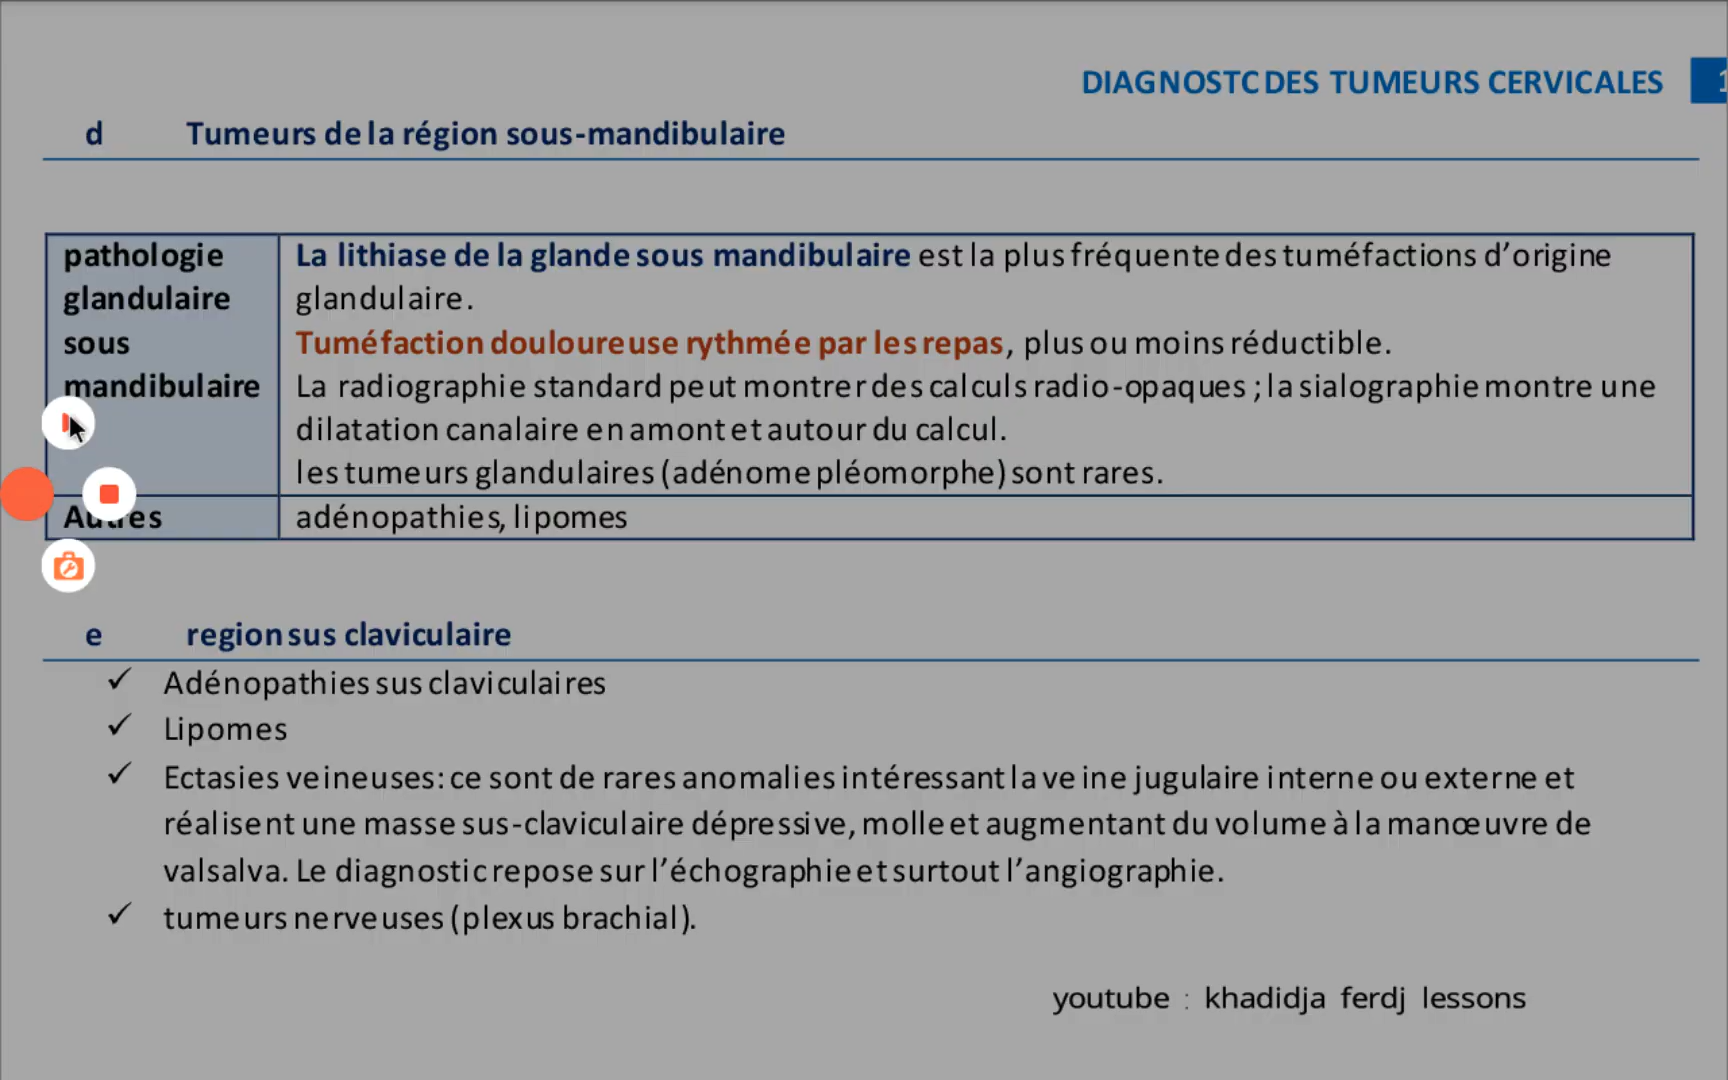 DIAGNOSTC DES TUMEURS CERVICALES
d Tumeurs de la région sous-mandibulaire
pathologie
glandulaire
sous
mandibulaire
La lithiase de la glande sous mandibulaire est la plus fréquente des tuméfactions d’origine
glandulaire.
Tuméfaction douloureuse rythmée par les repas, plus ou moins réductible.
La radiographie standard peut montrer des calculs radio-opaques ; la sialographie montre une
dilatation canalaire en amont et autour du calcul.
les tumeurs glandulaires (adénome pléomorphe) sont rares.
Autres adénopathies, lipomes
e region sus claviculaire
✓ Adénopathies sus claviculaires
✓ Lipomes
✓ Ectasies veineuses: ce sont de rares anomalies intéressant la veine jugulaire interne ou externe et
réalisent une masse sus-claviculaire dépressive, molle et augmentant du volume à la manœuvre de
valsalva. Le diagnostic repose sur l’échographie et surtout l’angiographie.
✓ tumeurs nerveuses (plexus brachial).
youtube : khadidja ferdj lessons